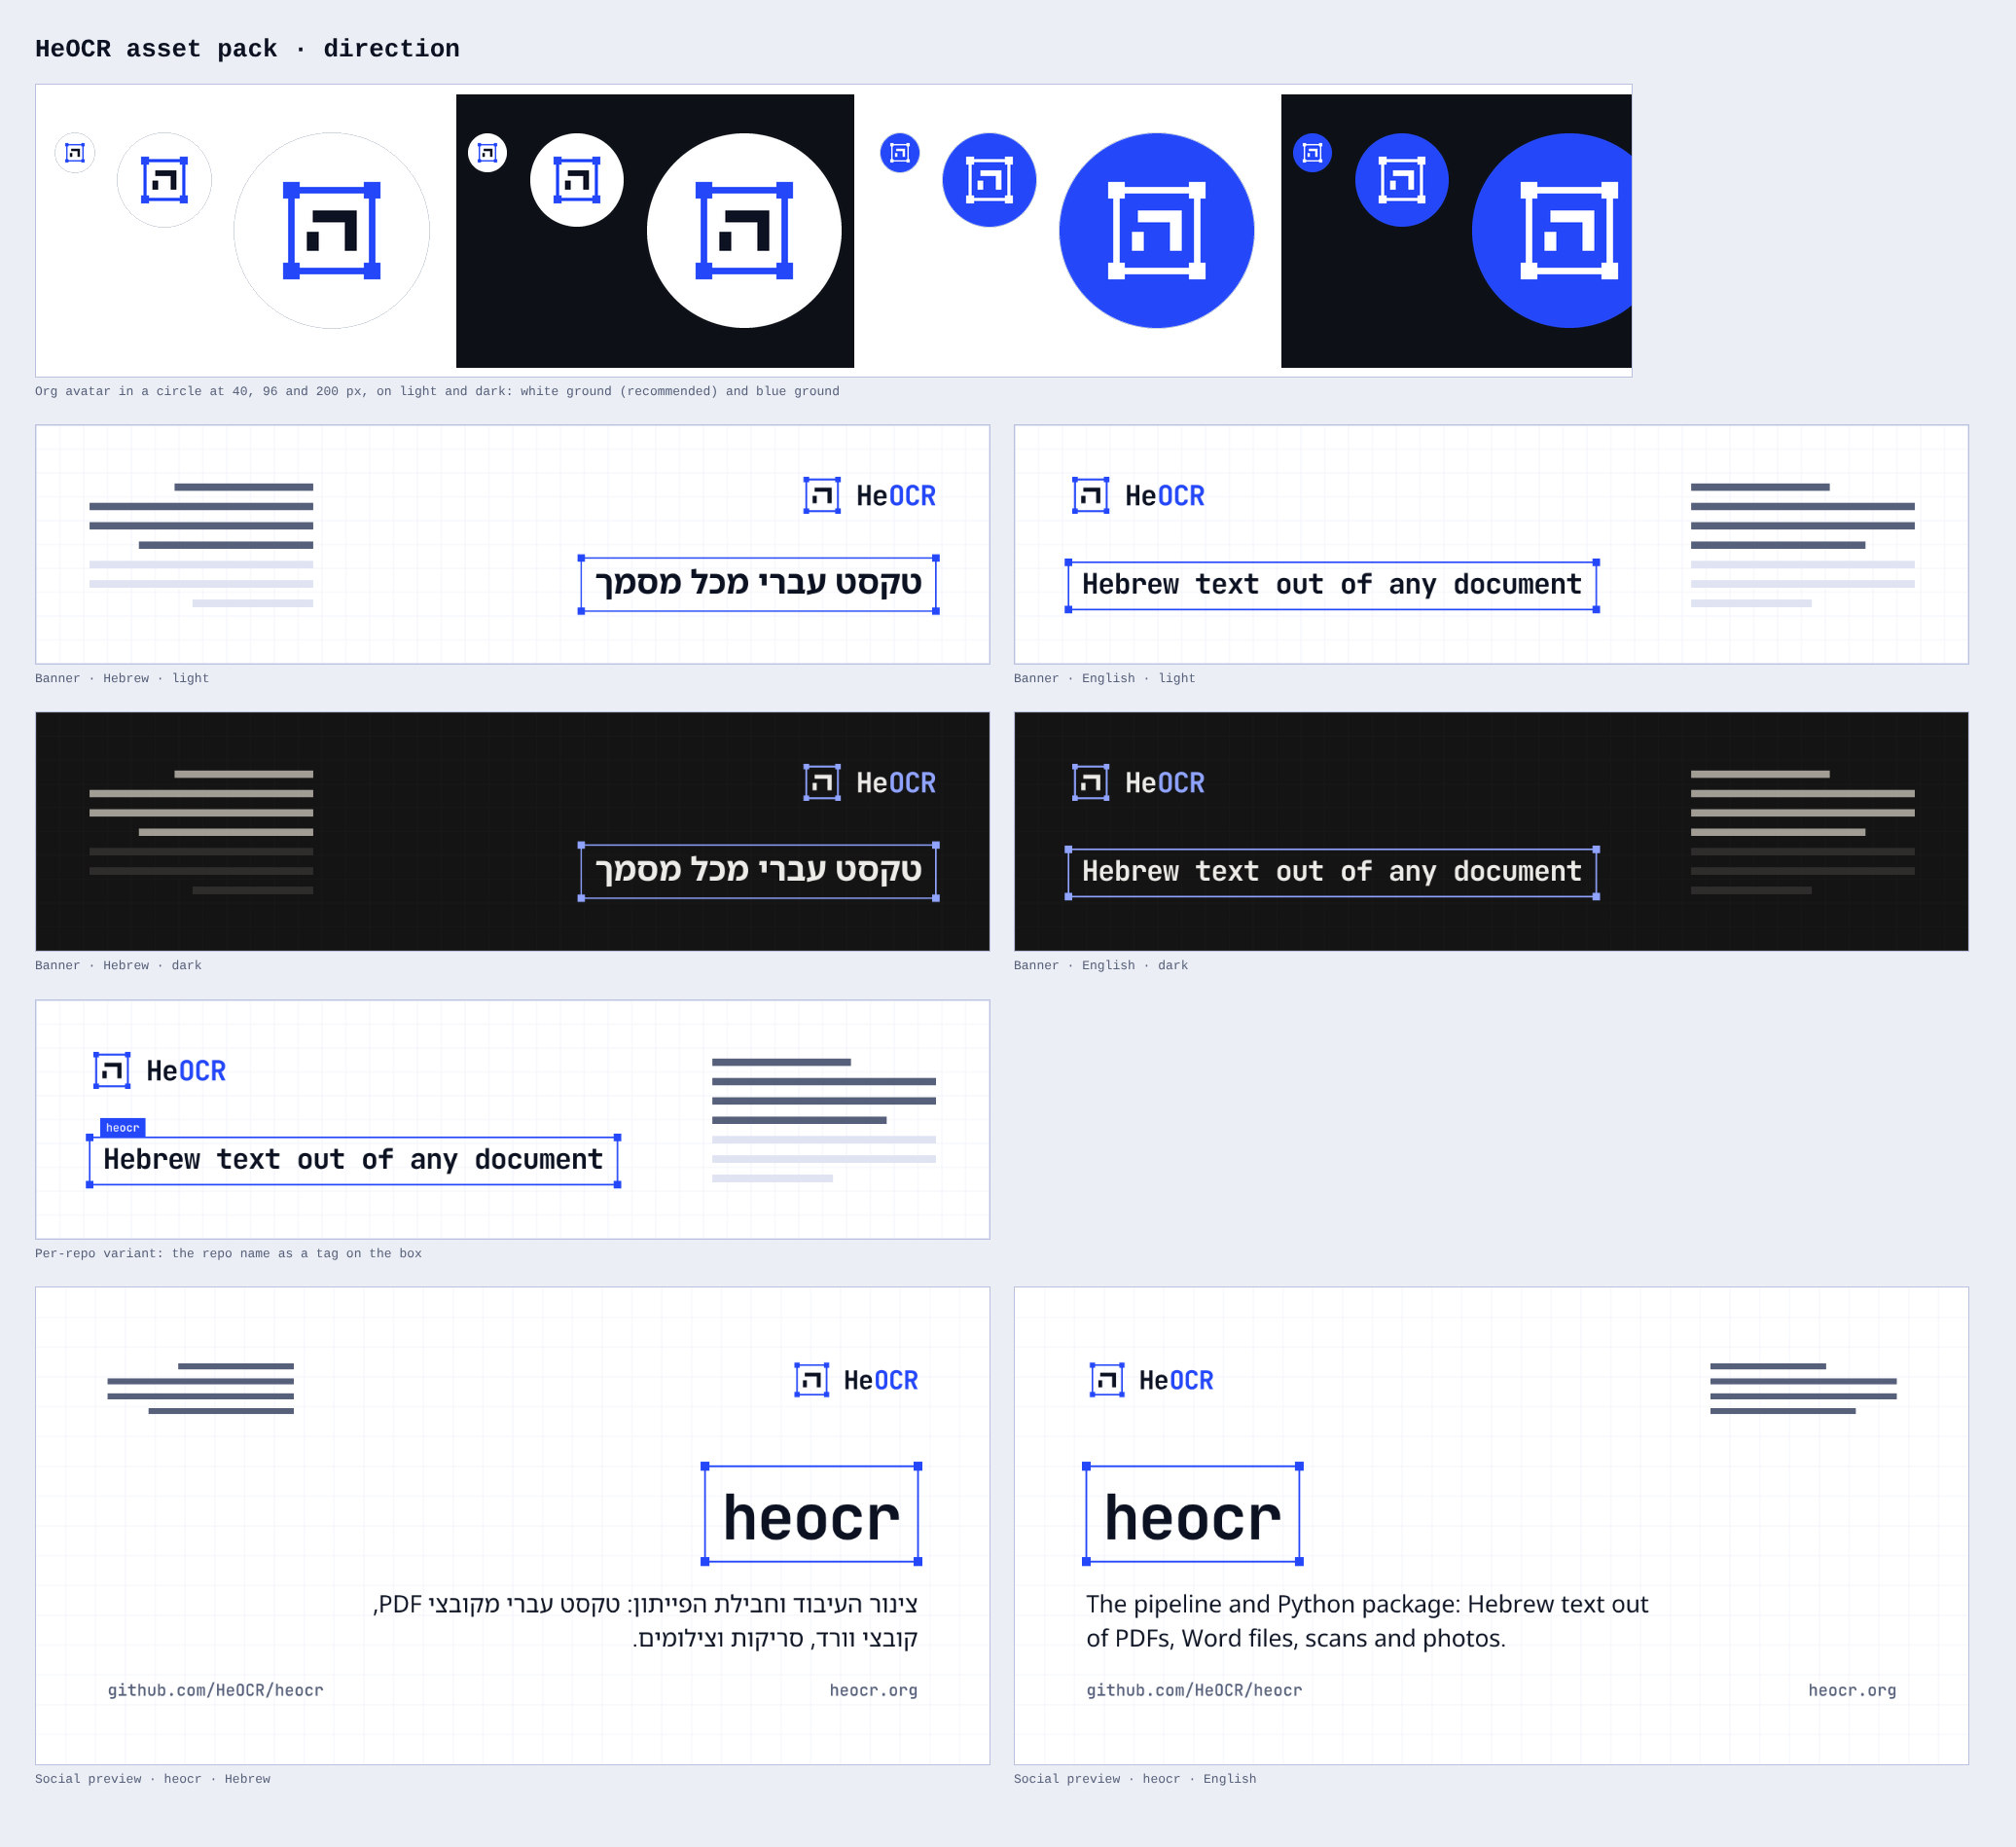 HeOCR asset pack · direction
ה
ה
ה
ה
ה
ה
ה
ה
ה
ה
ה
ה
Org avatar in a circle at 40, 96 and 200 px, on light and dark: white ground (recommended) and blue ground
ה HeOCR
טקסט עברי מכל מסמך
Banner · Hebrew · light
ה HeOCR
Hebrew text out of any document
Banner · English · light
ה HeOCR
טקסט עברי מכל מסמך
Banner · Hebrew · dark
ה HeOCR
Hebrew text out of any document
Banner · English · dark
ה HeOCR
heocr
Hebrew text out of any document
Per-repo variant: the repo name as a tag on the box
ה HeOCR
heocr
צינור העיבוד וחבילת הפייתון: טקסט עברי מקובצי PDF,
קובצי וורד, סריקות וצילומים.
github.com/HeOCR/heocr
heocr.org
Social preview · heocr · Hebrew
ה HeOCR
heocr
The pipeline and Python package: Hebrew text out
of PDFs, Word files, scans and photos.
github.com/HeOCR/heocr
heocr.org
Social preview · heocr · English